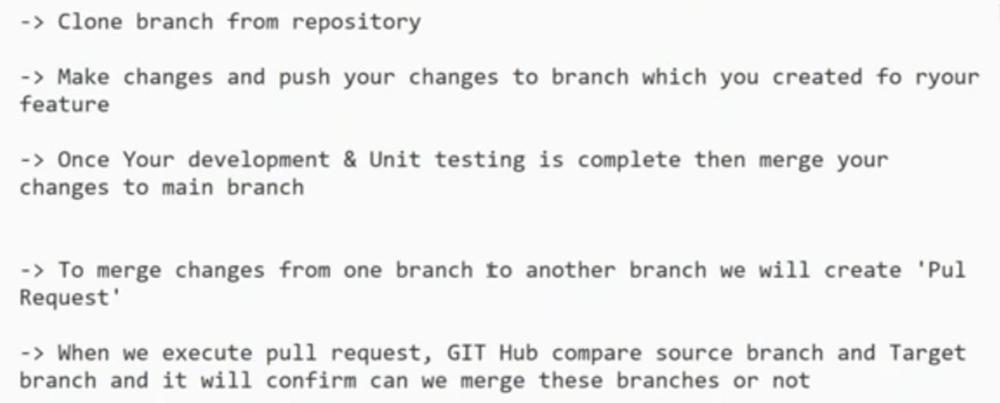 -> Clone branch from repository
-> Make changes and push your changes to branch which you created fo ryour
feature
-> Once Your development & Unit testing is complete then merge your
changes to main branch
-> To merge changes from one branch to another branch we will create 'Pul
Request'
-> When we execute pull request, GIT Hub compare source branch and Target
branch and it will confirm can we merge these branches or not